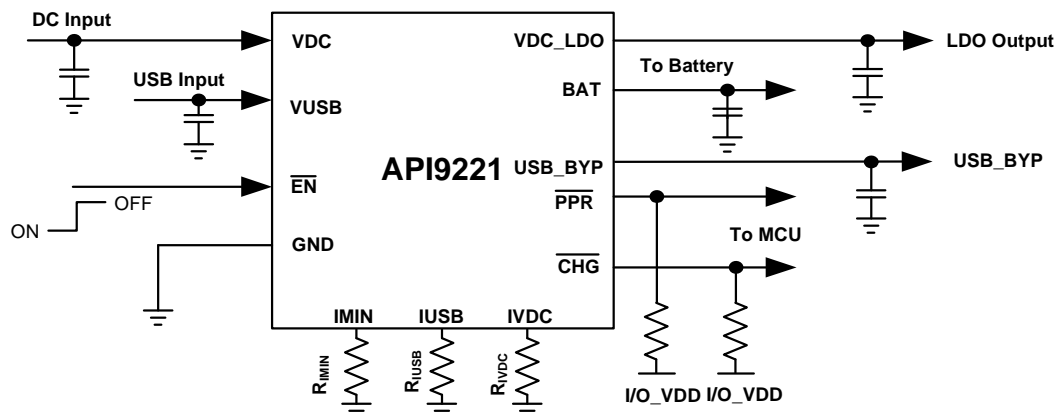 DC Input
VDC
VDC_LDO
LDO Output
To Battery
USB Input
BAT
VUSB
API9221
USB_BYP
USB_BYP
EN
PPR
OFF
ON
To MCU
GND
CHG
IMIN
IUSB
IVDC
RIMIN
RIUSB
RIVDC
I/O_VDD
I/O_VDD